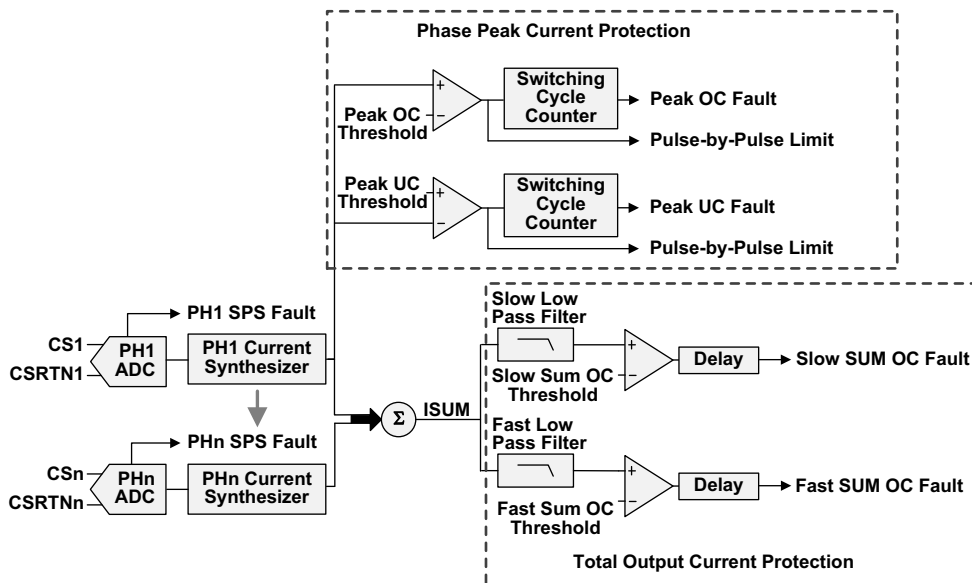 Phase Peak Current Protection
Peak OC
Threshold
+
−
Switching
Cycle
Counter
Peak OC Fault
Pulse-by-Pulse Limit
Peak UC
Threshold
+
−
Switching
Cycle
Counter
Peak UC Fault
Pulse-by-Pulse Limit
PH1 SPS Fault
CS1
CSRTN1
PH1
ADC
PH1 Current
Synthesizer
PHn SPS Fault
CSn
CSRTNn
PHn
ADC
PHn Current
Synthesizer
Σ
ISUM
Slow Low
Pass Filter
Slow Sum OC
Threshold
+
−
Delay
Slow SUM OC Fault
Fast Low
Pass Filter
Fast Sum OC
Threshold
+
−
Delay
Fast SUM OC Fault
Total Output Current Protection